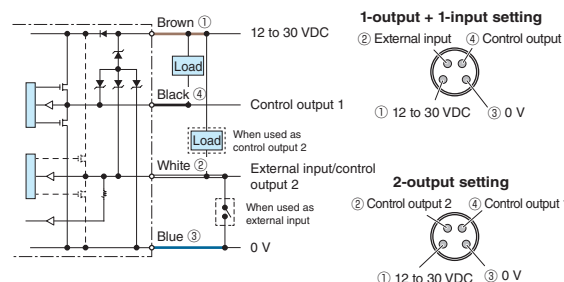 Brown ①
12 to 30 VDC
Load
Black ④
Control output 1
Load
When used as
control output 2
White ②
External input/control
output 2
When used as
external input
Blue ③
0 V
1-output + 1-input setting
② External input
④ Control output
① 12 to 30 VDC
③ 0 V
2-output setting
② Control output 2
④ Control output 1
① 12 to 30 VDC
③ 0 V